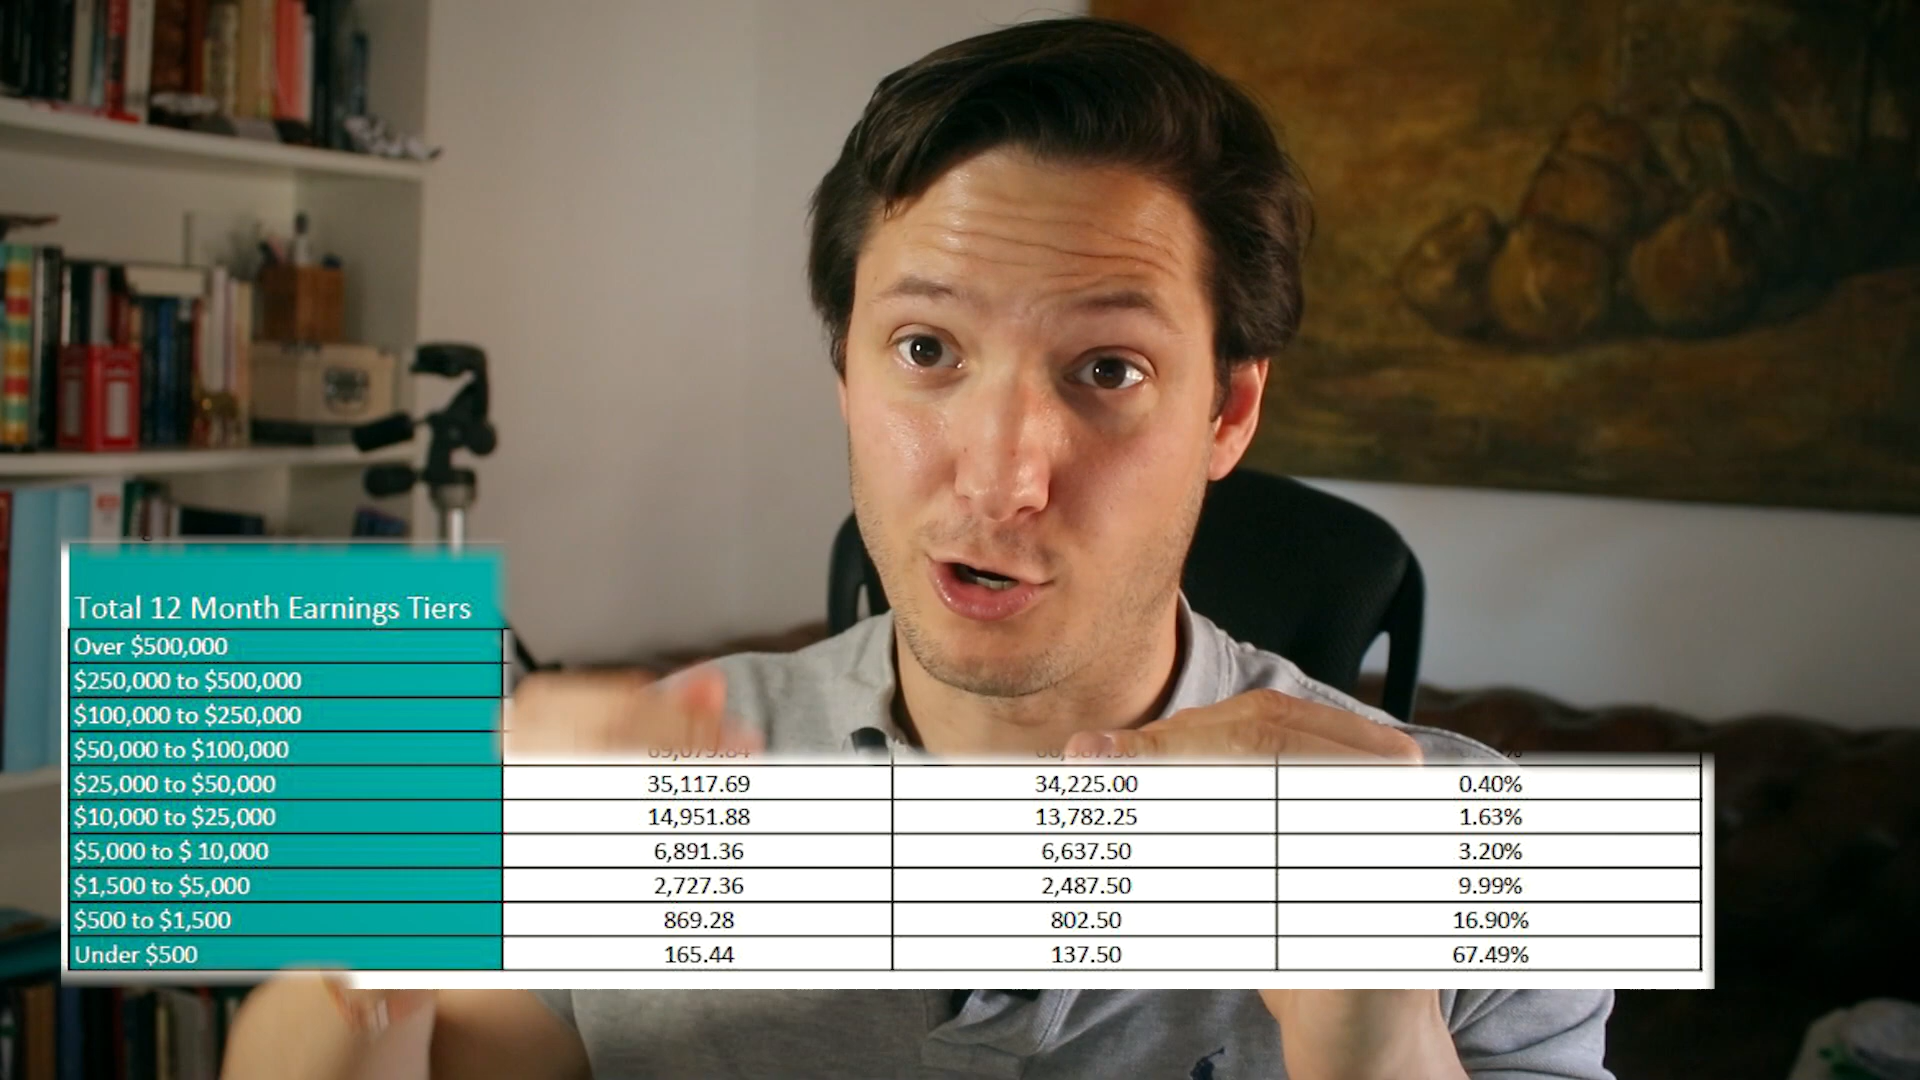 Total 12 Month Earnings Tiers
Over $500,000
$250,000 to $500,000
$100,000 to $250,000
$50,000 to $100,000
$25,000 to $50,000 35,117.69 34,225.00 0.40%
$10,000 to $25,000 14,951.88 13,782.25 1.63%
$5,000 to $ 10,000 6,891.36 6,637.50 3.20%
$1,500 to $5,000 2,727.36 2,487.50 9.99%
$500 to $1,500 869.28 802.50 16.90%
Under $500 165.44 137.50 67.49%